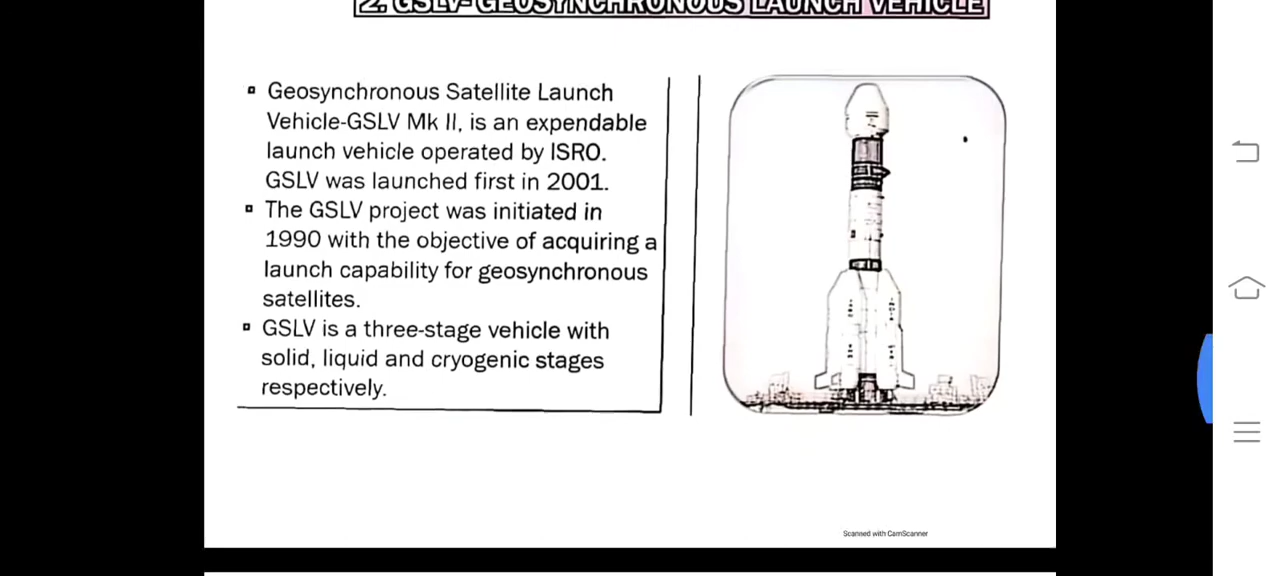 2. GSLV- GEOSYNCHRONOUS LAUNCH VEHICLE
▫ Geosynchronous Satellite Launch
Vehicle-GSLV Mk II, is an expendable
launch vehicle operated by ISRO.
GSLV was launched first in 2001.
▫ The GSLV project was initiated in
1990 with the objective of acquiring a
launch capability for geosynchronous
satellites.
▫ GSLV is a three-stage vehicle with
solid, liquid and cryogenic stages
respectively.
Scanned with CamScanner